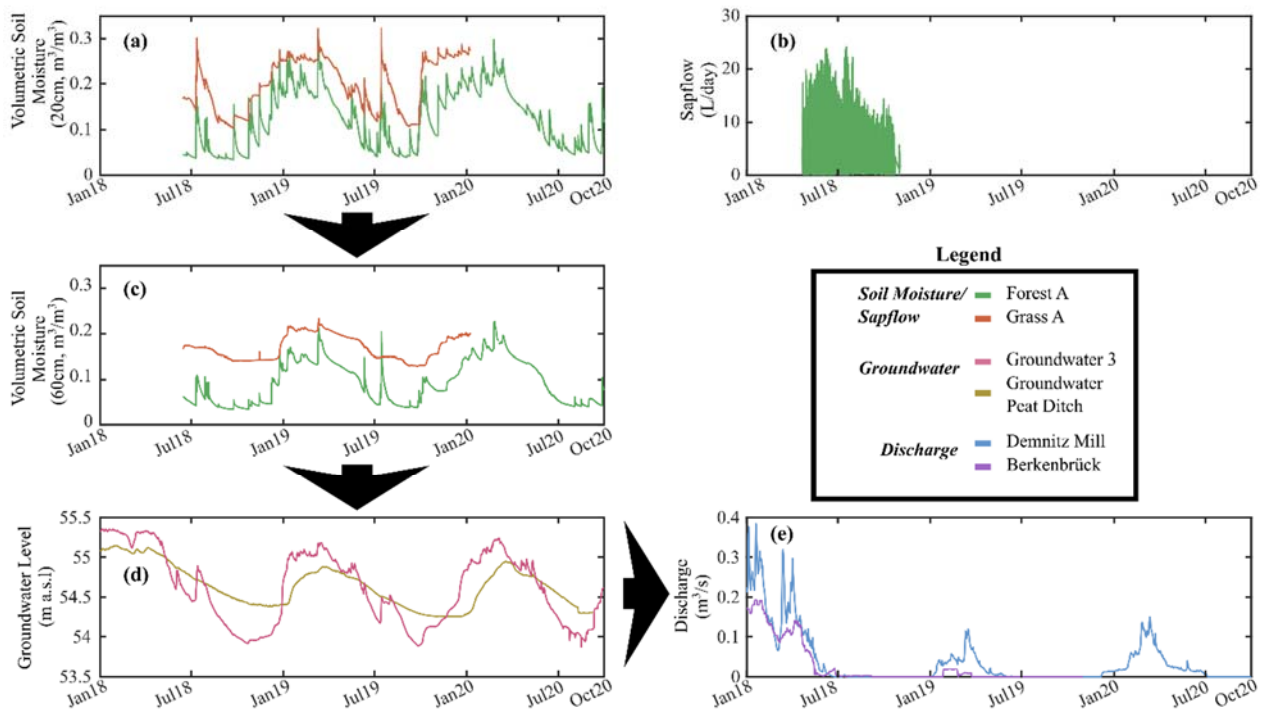 (a)
Volumetric Soil
Moisture
(20cm, m³/m³)
0.3
0.2
0.1
0
Jan18
Jul18
Jan19
Jul19
Jan20
Jul20
Oct20
(b)
Sapflow
(L/day)
30
20
10
0
Jan18
Jul18
Jan19
Jul19
Jan20
Jul20
Oct20
(c)
Volumetric Soil
Moisture
(60cm, m³/m³)
0.3
0.2
0.1
0
Jan18
Jul18
Jan19
Jul19
Jan20
Jul20
Oct20
Legend
Soil Moisture/
Sapflow
Forest A
Grass A
Groundwater
Groundwater 3
Groundwater
Peat Ditch
Discharge
Demnitz Mill
Berkenbrück
(d)
Groundwater Level
(m a.s.l)
55.5
55
54.5
54
53.5
Jan18
Jul18
Jan19
Jul19
Jan20
Jul20
Oct20
(e)
Discharge
(m³/s)
0.4
0.3
0.2
0.1
0
Jan18
Jul18
Jan19
Jul19
Jan20
Jul20
Oct20